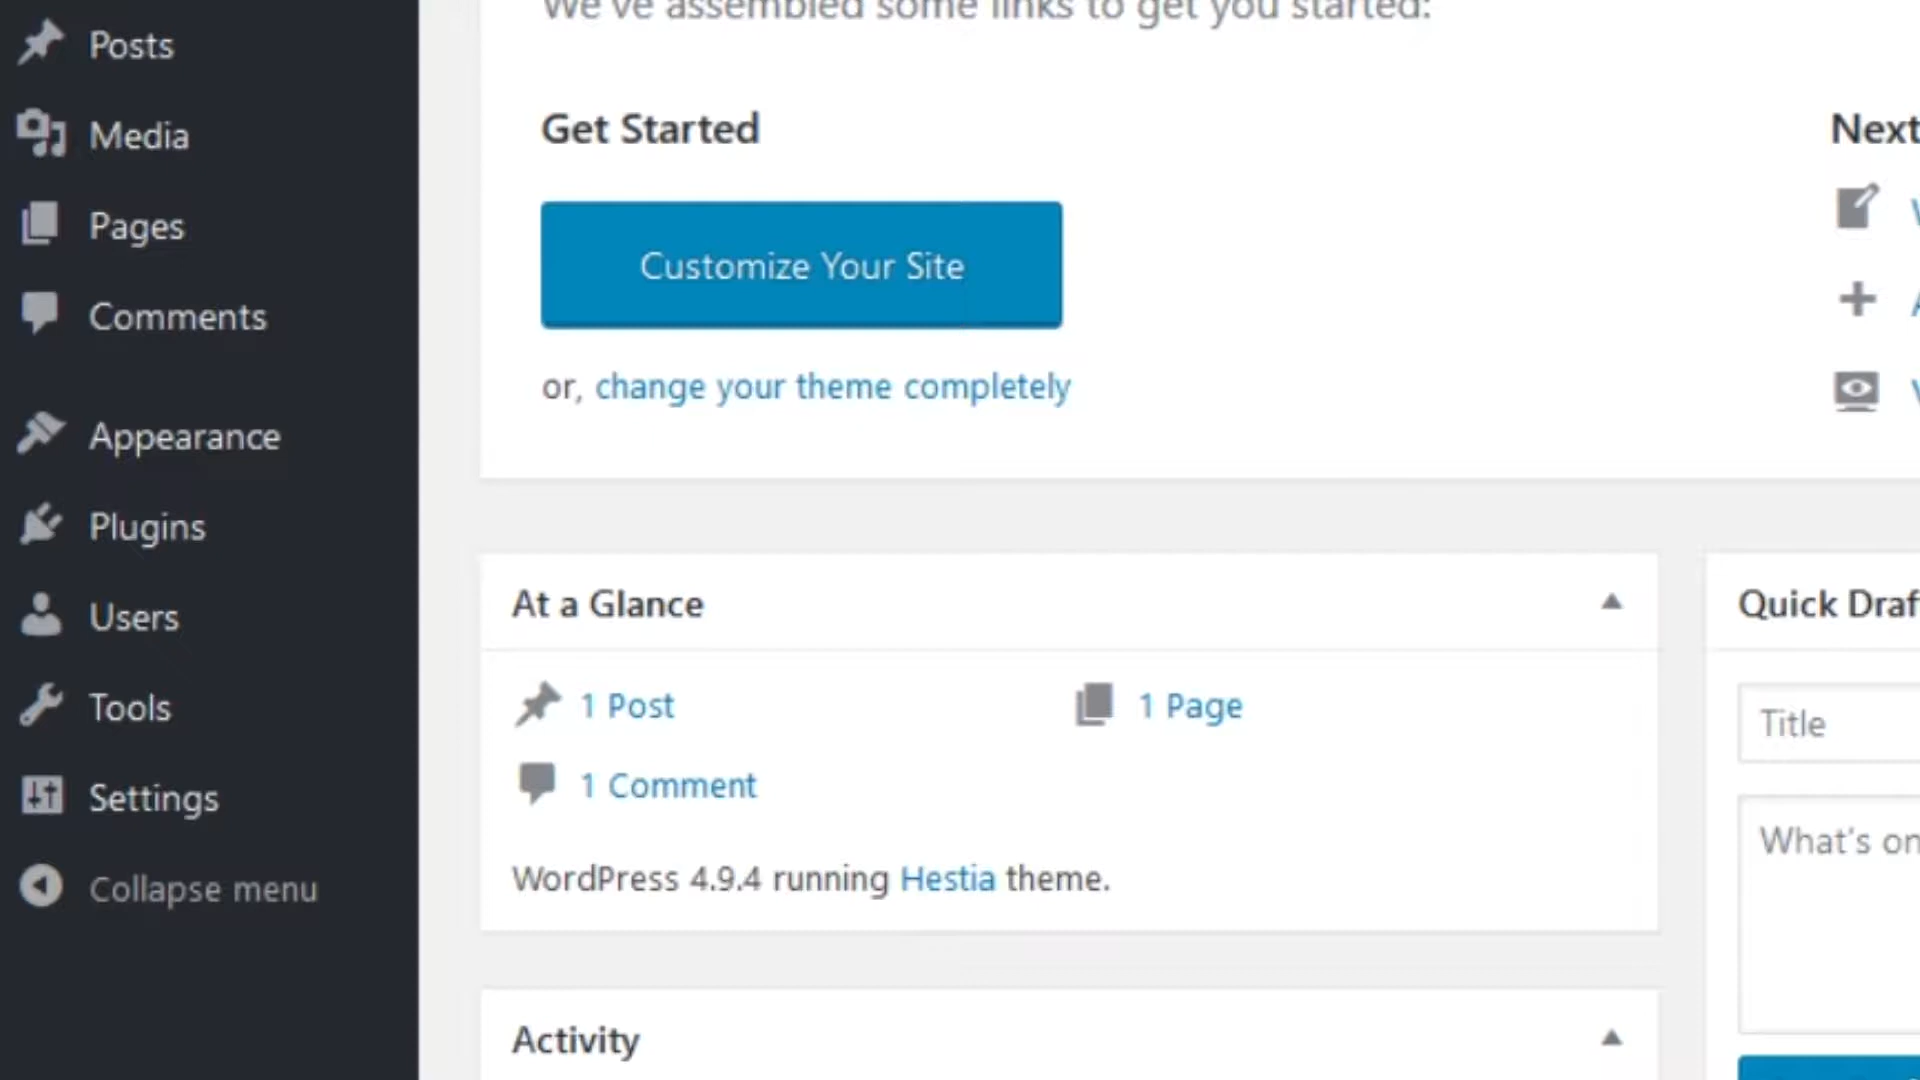 Posts
Media
Pages
Comments
Appearance
Plugins
Users
Tools
Settings
Collapse menu
We've assembled some links to get you started:
Get Started
Customize Your Site
or, change your theme completely
Next
At a Glance
1 Post
1 Page
1 Comment
WordPress 4.9.4 running Hestia theme.
Activity
Quick Draf
Title
What's on